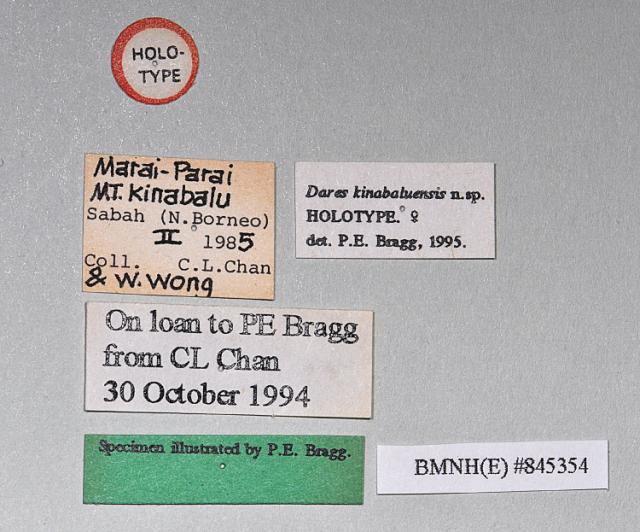 HOLO-
TYPE
Marai-Parai
MT. Kinabalu
Sabah (N.Borneo)
II 1985
Coll. C.L.Chan
& W. Wong
Dares kinabaluensis n.sp.
HOLOTYPE. ♀
det. P.E. Bragg, 1995.
On loan to PE Bragg
from CL Chan
30 October 1994
Specimen illustrated by P.E. Bragg.
BMNH(E) #845354